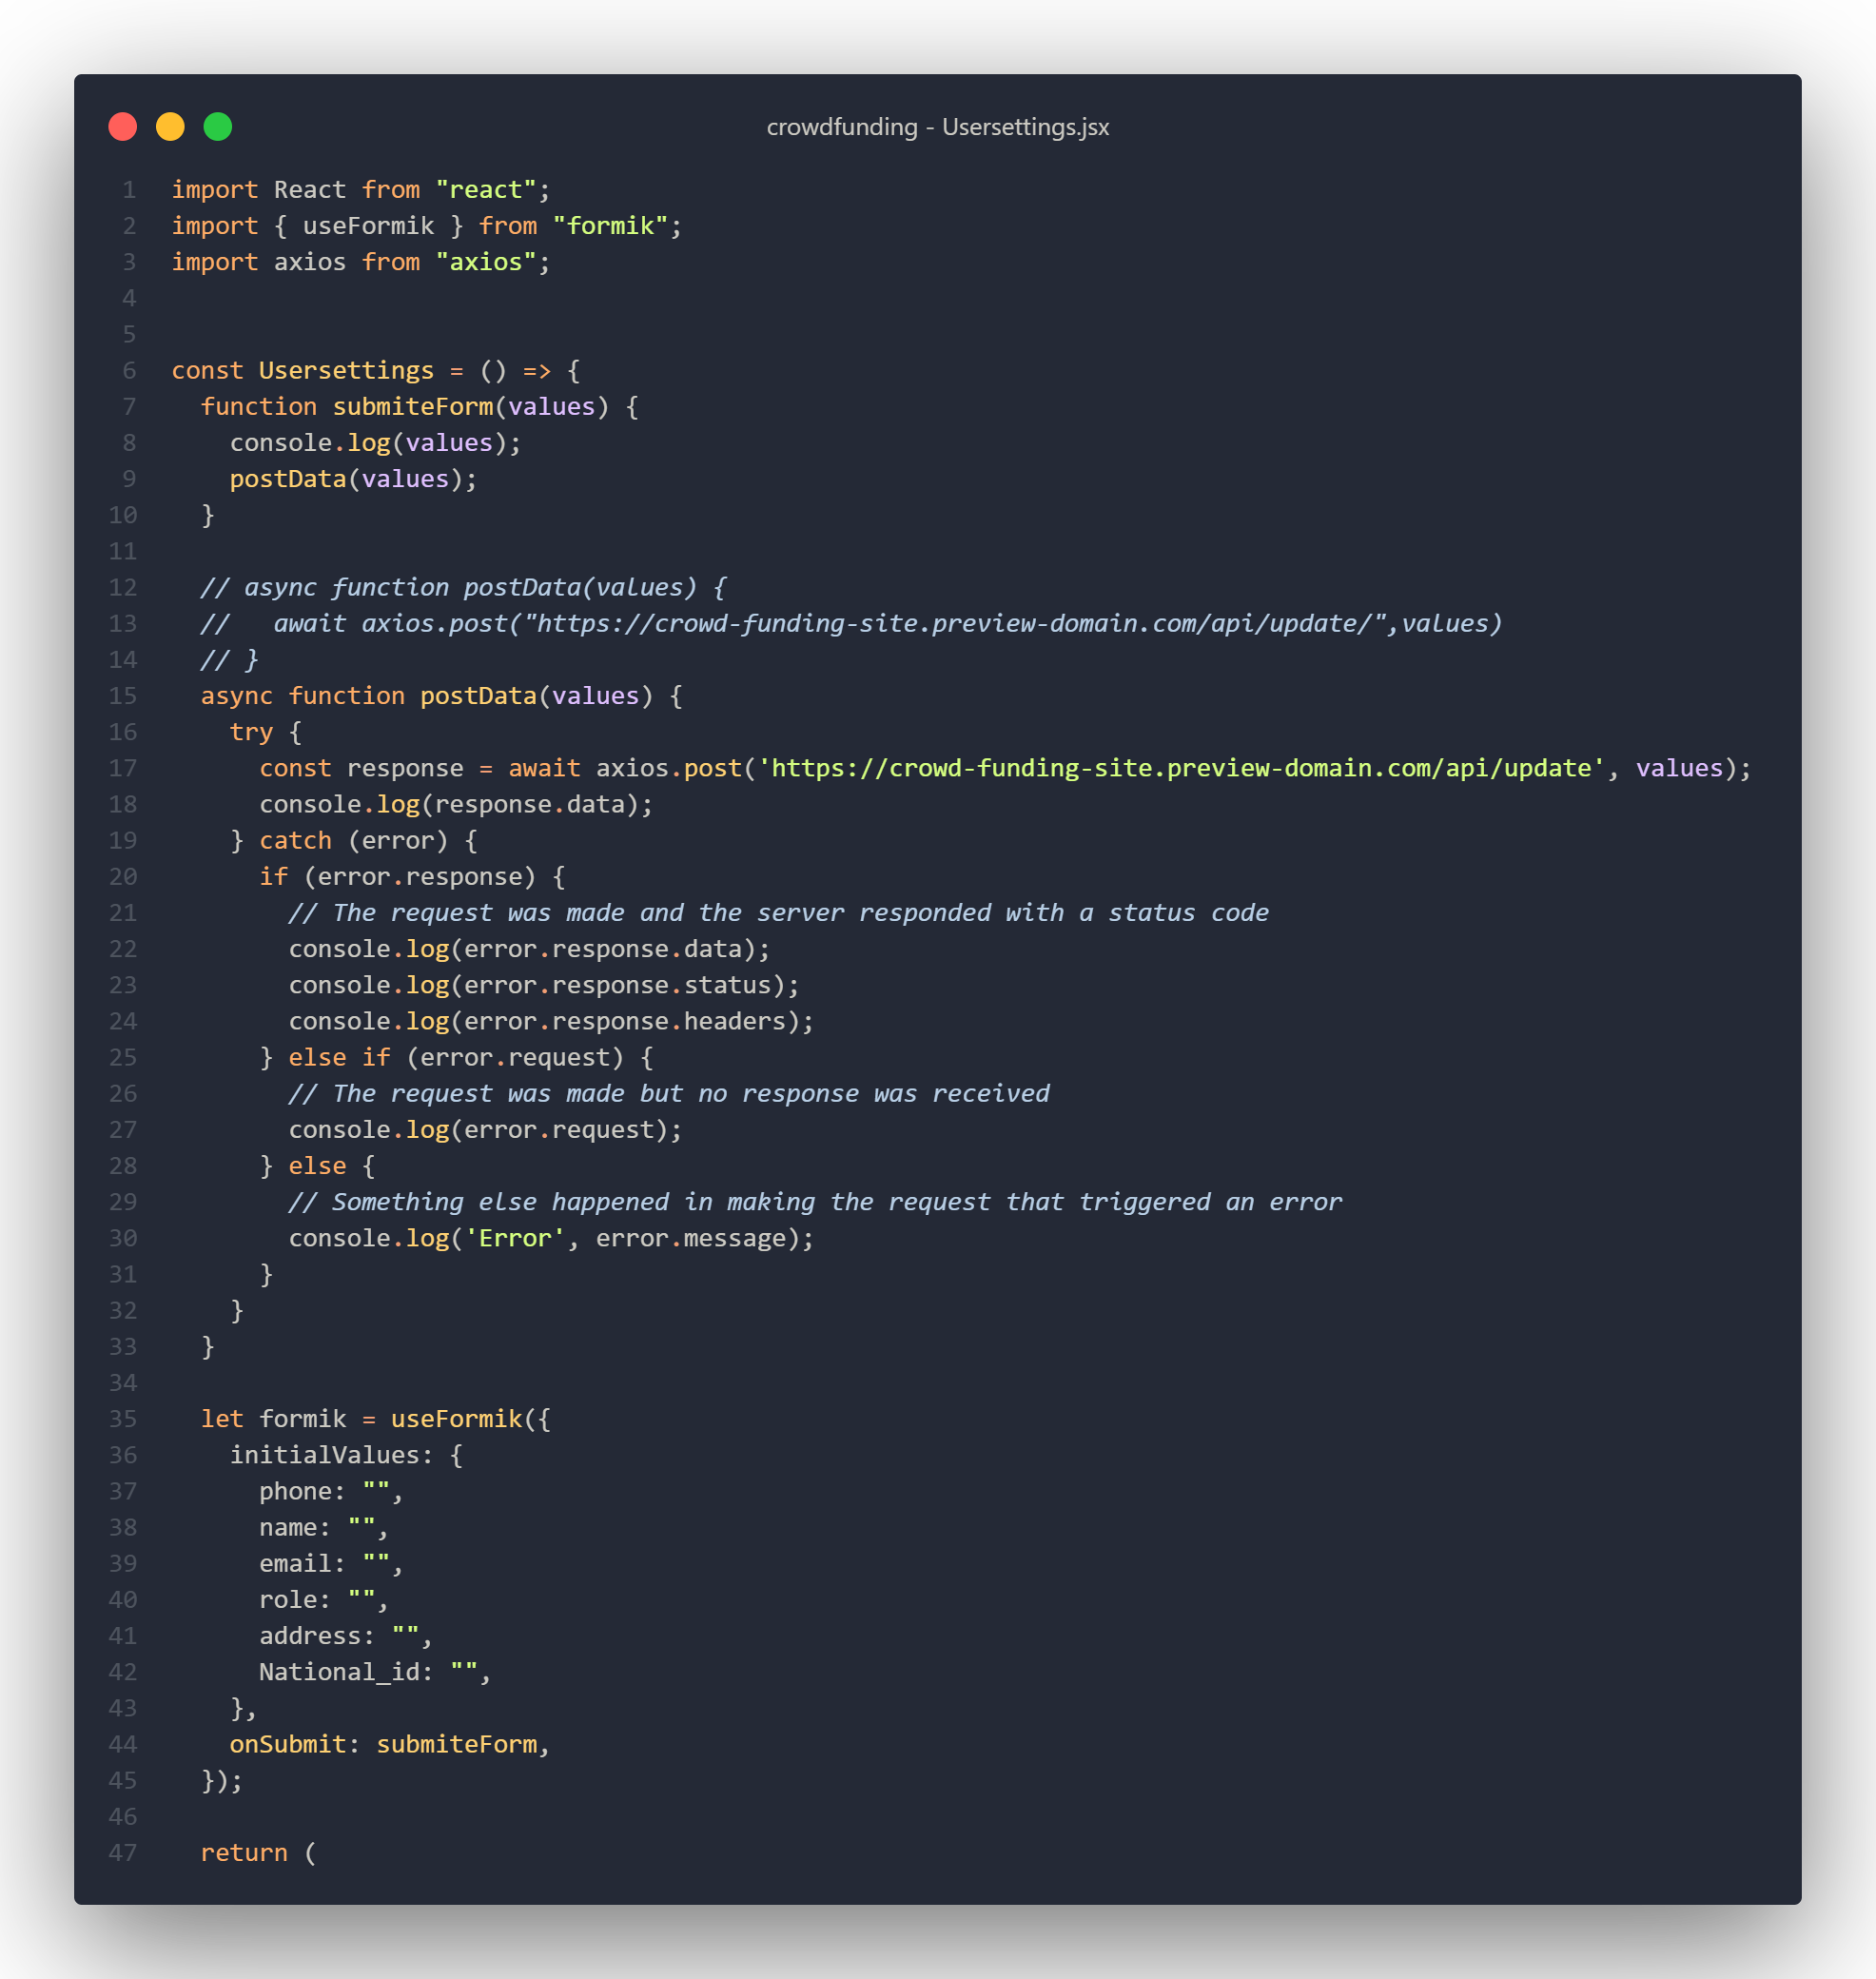 crowdfunding - Usersettings.jsx
1 import React from "react";
2 import { useFormik } from "formik";
3 import axios from "axios";
4
5
6 const Usersettings = () => {
7   function submiteForm(values) {
8     console.log(values);
9     postData(values);
10   }
11
12   // async function postData(values) {
13   //   await axios.post("https://crowd-funding-site.preview-domain.com/api/update/",values)
14   // }
15   async function postData(values) {
16     try {
17       const response = await axios.post('https://crowd-funding-site.preview-domain.com/api/update', values);
18       console.log(response.data);
19     } catch (error) {
20       if (error.response) {
21         // The request was made and the server responded with a status code
22         console.log(error.response.data);
23         console.log(error.response.status);
24         console.log(error.response.headers);
25       } else if (error.request) {
26         // The request was made but no response was received
27         console.log(error.request);
28       } else {
29         // Something else happened in making the request that triggered an error
30         console.log('Error', error.message);
31       }
32     }
33   }
34
35   let formik = useFormik({
36     initialValues: {
37       phone: "",
38       name: "",
39       email: "",
40       role: "",
41       address: "",
42       National_id: "",
43     },
44     onSubmit: submiteForm,
45   });
46
47   return (